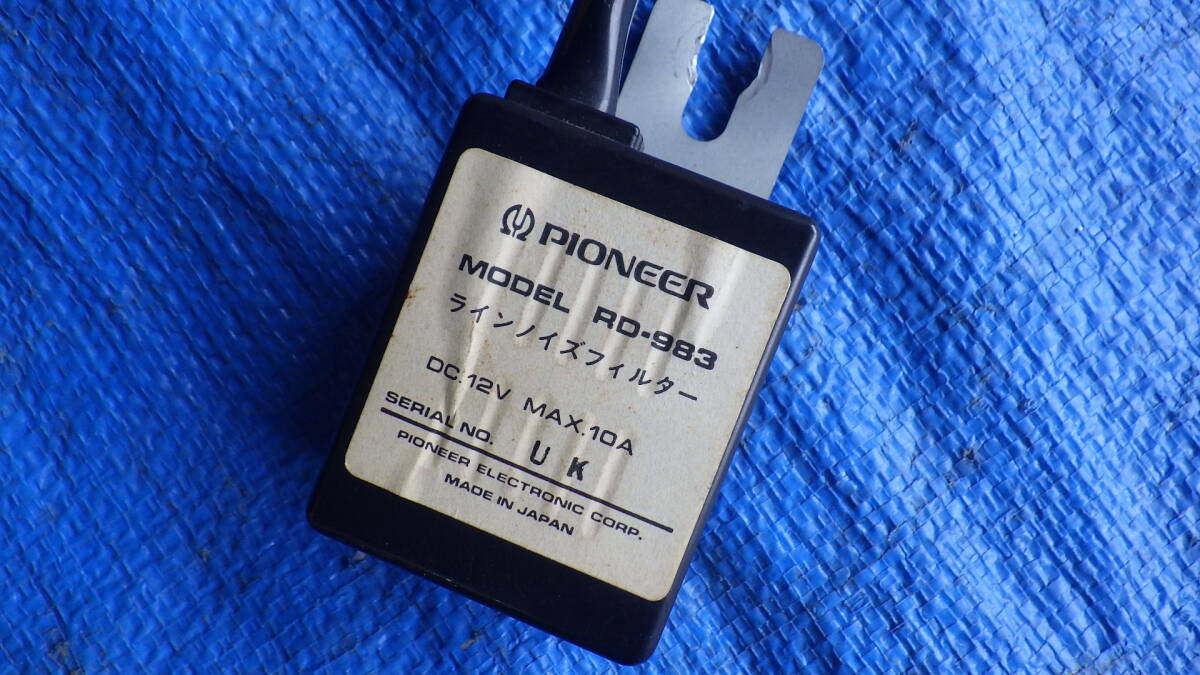 PIONEER
MODEL RD-983
ラインノイズフィルター
DC.12V MAX.10A
SERIAL NO. UK
PIONEER ELECTRONIC CORP.
MADE IN JAPAN